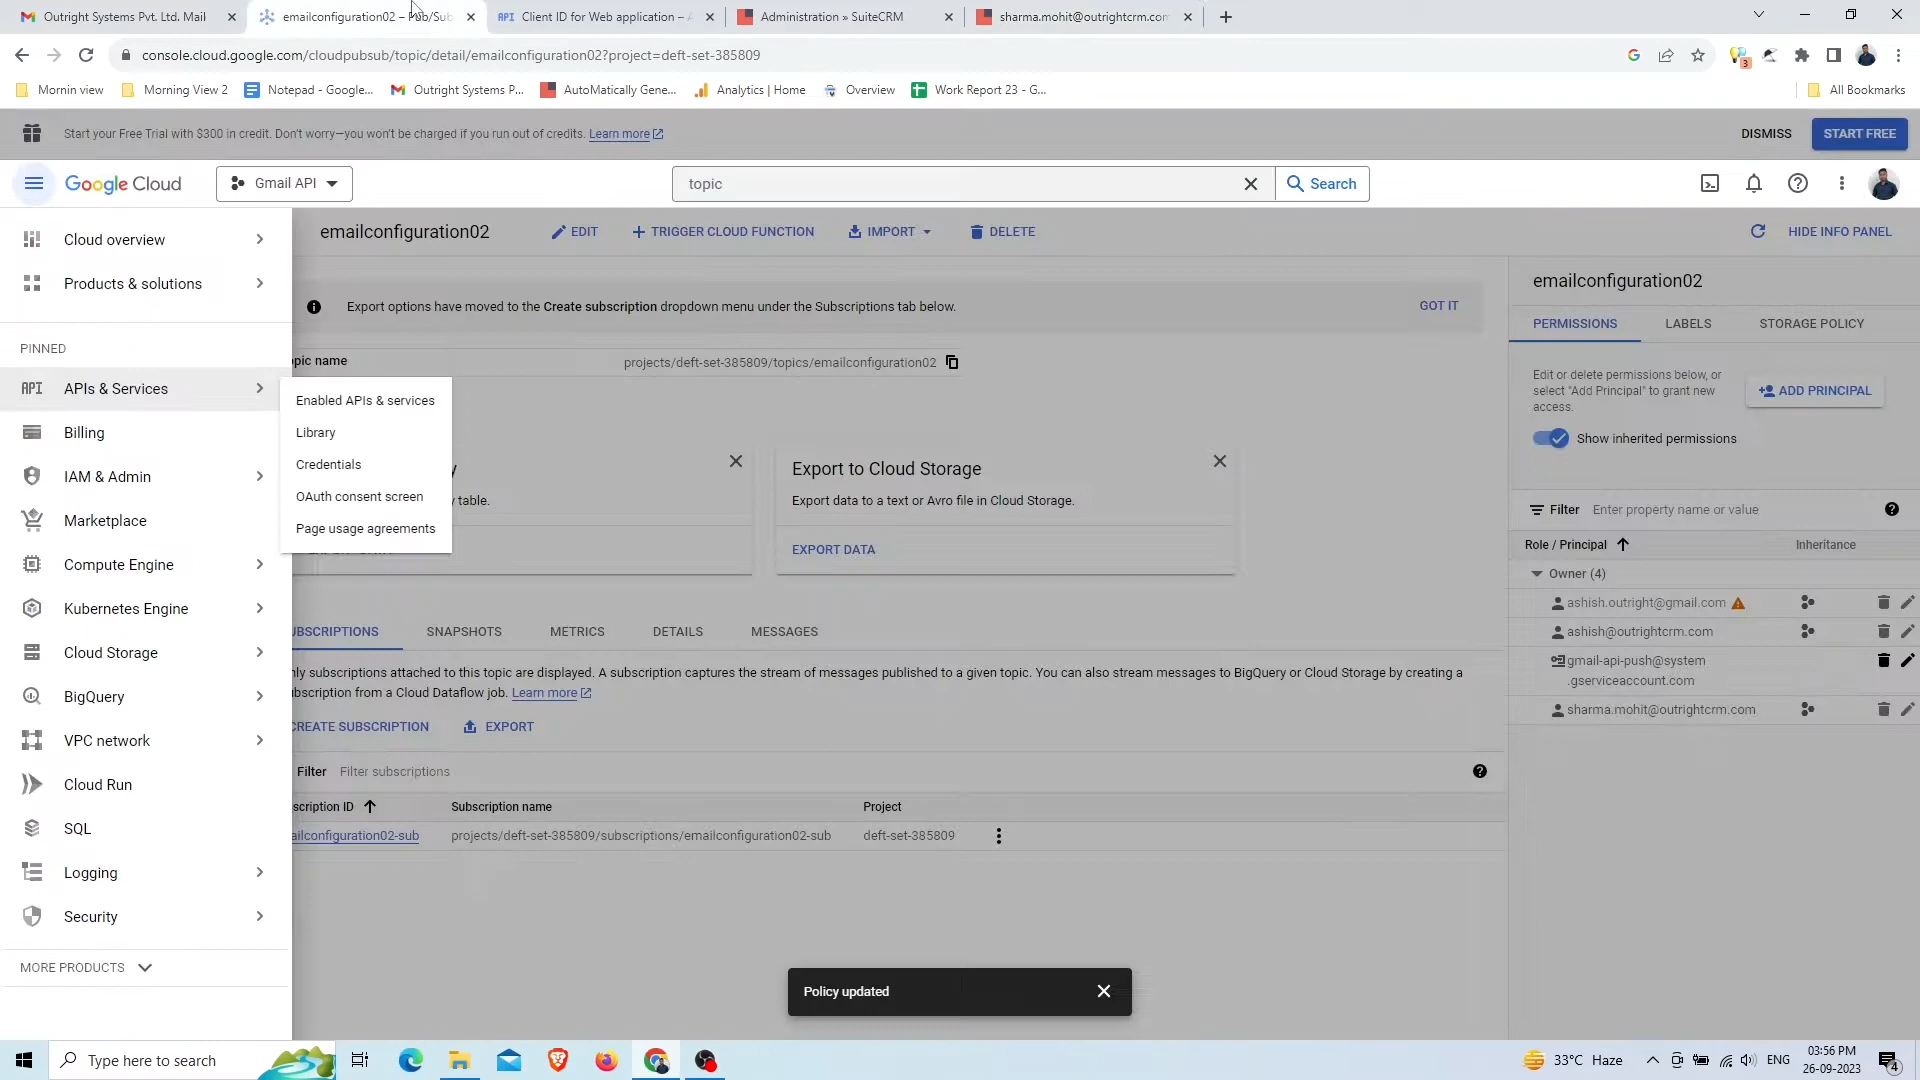 Outright Systems Pvt. Ltd. Mail
emailconfiguration02 – Pub/Sub
Client ID for Web application –
Administration » SuiteCRM
sharma.mohit@outrightcrm.com
console.cloud.google.com/cloudpubsub/topic/detail/emailconfiguration02?project=deft-set-385809
3
Mornin view
Morning View 2
Notepad - Google...
Outright Systems P...
AutoMatically Gene...
Analytics | Home
Overview
Work Report 23 - G...
All Bookmarks
Start your Free Trial with $300 in credit. Don't worry—you won't be charged if you run out of credits. Learn more
DISMISS
START FREE
Google Cloud
Gmail API
topic
Search
Cloud overview
Products & solutions
PINNED
API APIs & Services
Billing
IAM & Admin
Marketplace
Compute Engine
Kubernetes Engine
Cloud Storage
BigQuery
VPC network
Cloud Run
SQL
Logging
Security
MORE PRODUCTS
Enabled APIs & services
Library
Credentials
OAuth consent screen
Page usage agreements
emailconfiguration02
EDIT
TRIGGER CLOUD FUNCTION
IMPORT
DELETE
HIDE INFO PANEL
Export options have moved to the Create subscription dropdown menu under the Subscriptions tab below.
GOT IT
opic name
projects/deft-set-385809/topics/emailconfiguration02
y
y table.
Export to Cloud Storage
Export data to a text or Avro file in Cloud Storage.
EXPORT DATA
UBSCRIPTIONS
SNAPSHOTS
METRICS
DETAILS
MESSAGES
nly subscriptions attached to this topic are displayed. A subscription captures the stream of messages published to a given topic. You can also stream messages to BigQuery or Cloud Storage by creating a
ubscription from a Cloud Dataflow job. Learn more
CREATE SUBSCRIPTION
EXPORT
Filter
Filter subscriptions
scription ID
Subscription name
Project
ailconfiguration02-sub
projects/deft-set-385809/subscriptions/emailconfiguration02-sub
deft-set-385809
emailconfiguration02
PERMISSIONS
LABELS
STORAGE POLICY
Edit or delete permissions below, or
select "Add Principal" to grant new
access.
ADD PRINCIPAL
Show inherited permissions
Filter
Enter property name or value
Role / Principal
Inheritance
Owner (4)
ashish.outright@gmail.com
ashish@outrightcrm.com
gmail-api-push@system
.gserviceaccount.com
sharma.mohit@outrightcrm.com
Policy updated
Type here to search
33°C Haze
ENG
03:56 PM
26-09-2023
4